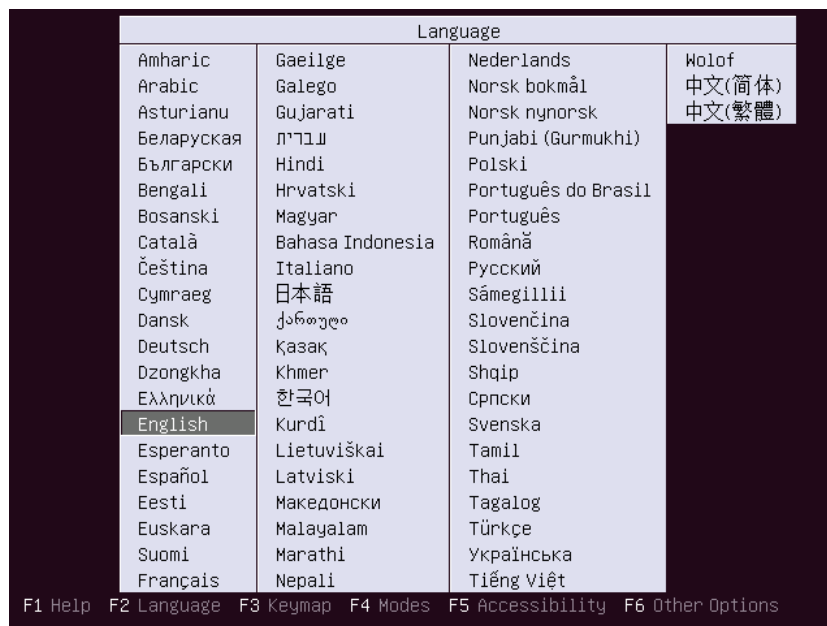 Language
Amharic
Arabic
Asturianu
Беларуская
Български
Bengali
Bosanski
Català
Čeština
Cymraeg
Dansk
Deutsch
Dzongkha
Ελληνικά
English
Esperanto
Español
Eesti
Euskara
Suomi
Français
Gaeilge
Galego
Gujarati
עברית
Hindi
Hrvatski
Magyar
Bahasa Indonesia
Italiano
日本語
ქართული
Қазақ
Khmer
한국어
Kurdî
Lietuviškai
Latviski
Македонски
Malayalam
Marathi
Nepali
Nederlands
Norsk bokmål
Norsk nynorsk
Punjabi (Gurmukhi)
Polski
Português do Brasil
Português
Română
Русский
Sámegillii
Slovenčina
Slovenščina
Shqip
Српски
Svenska
Tamil
Thai
Tagalog
Türkçe
Українська
Tiếng Việt
Wolof
中文(简体)
中文(繁體)
F1 Help F2 Language F3 Keymap F4 Modes F5 Accessibility F6 Other Options